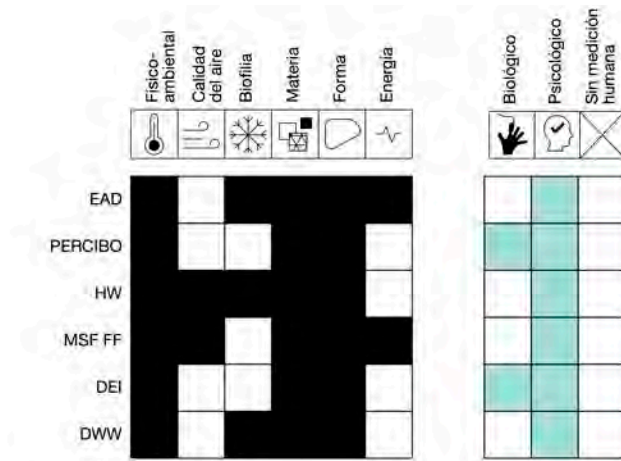 Físico-
ambiental
Calidad
del aire
Biofilia
Materia
Forma
Energía
Biológico
Psicológico
Sin medición
humana
EAD
PERCIBO
HW
MSF FF
DEI
DWW